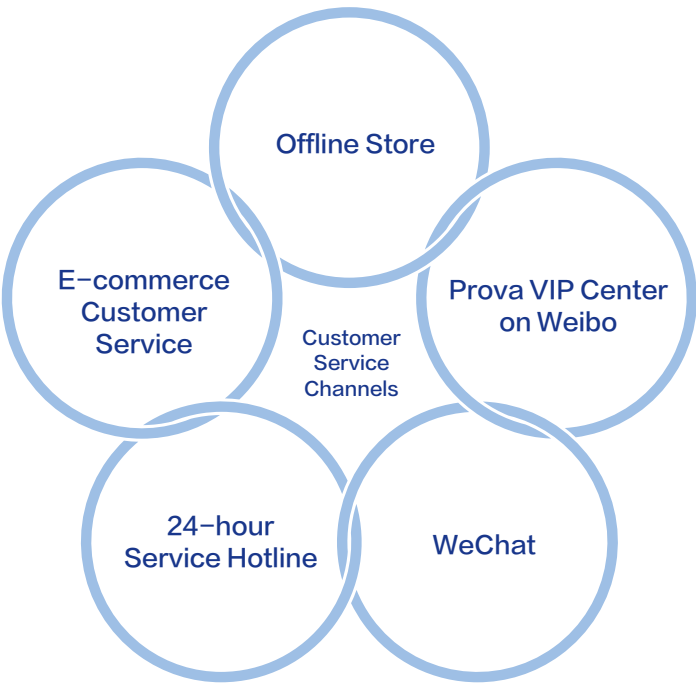 Offline Store
E-commerce
Customer
Service
Prova VIP Center
on Weibo
Customer
Service
Channels
24-hour
Service Hotline
WeChat